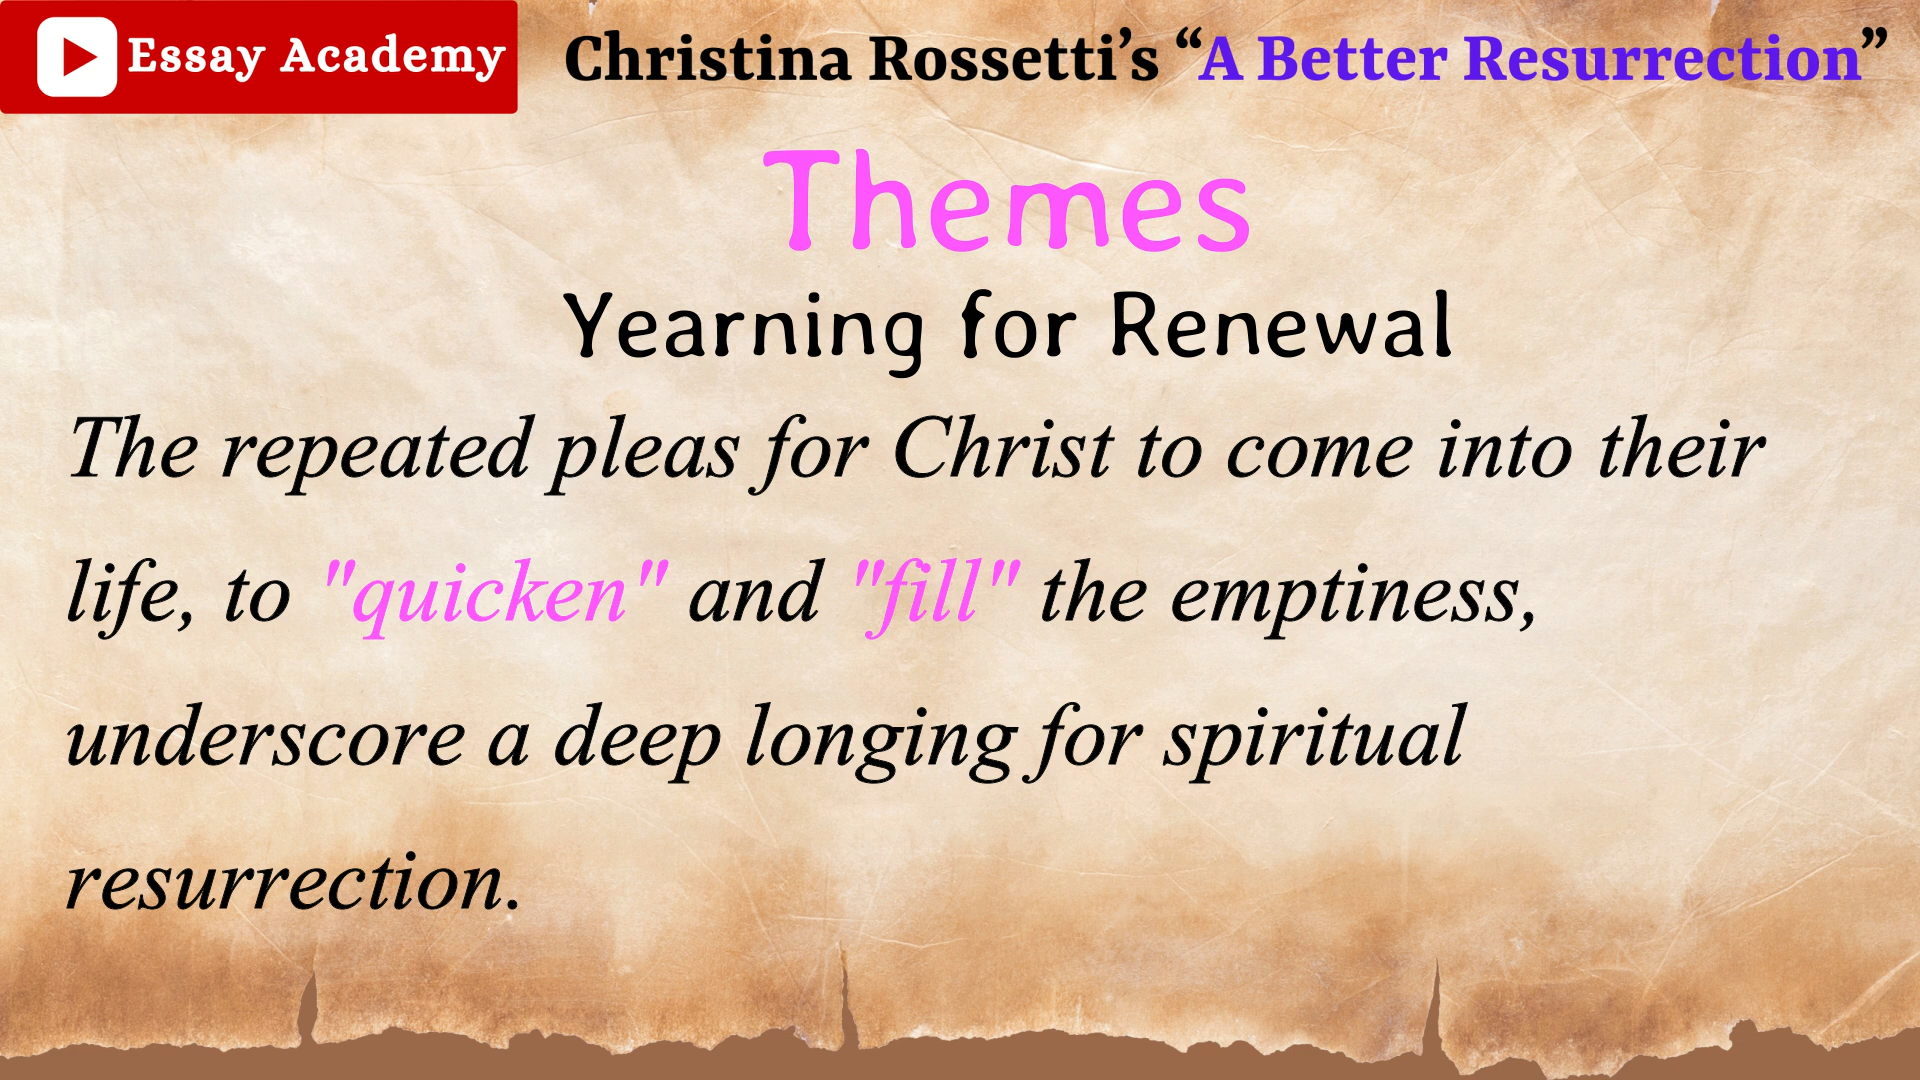 Essay Academy
Christina Rossetti’s “A Better Resurrection”
Themes
Yearning for Renewal
The repeated pleas for Christ to come into their
life, to "quicken" and "fill" the emptiness,
underscore a deep longing for spiritual
resurrection.